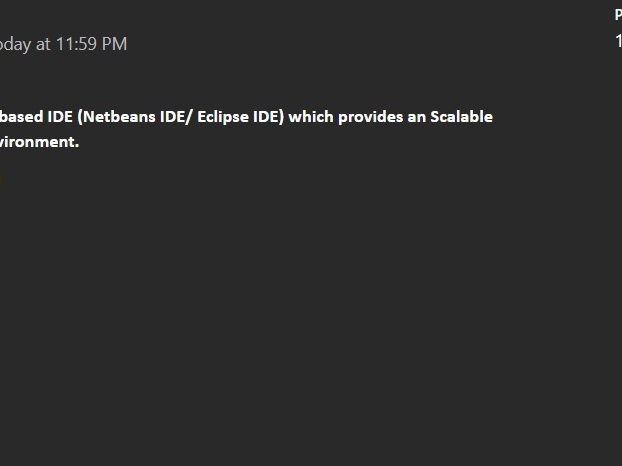 oday at 11:59 PM
based IDE (Netbeans IDE/ Eclipse IDE) which provides an Scalable
vironment.
P
1